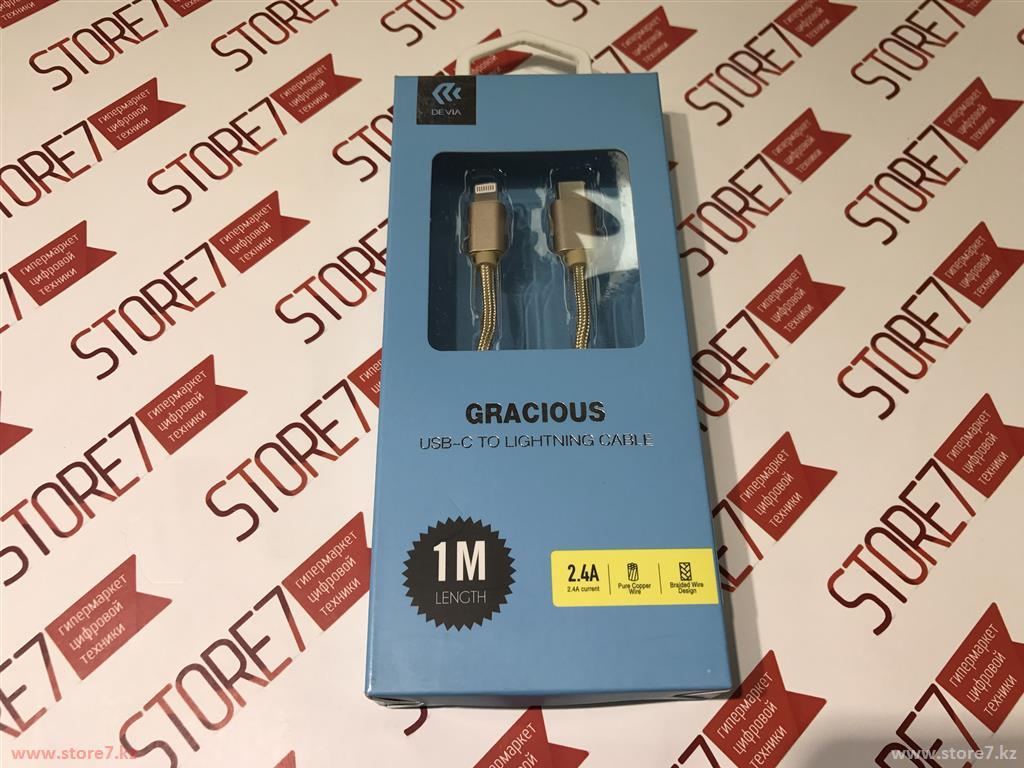 DEVIA
GRACIOUS
USB-C TO LIGHTNING CABLE
1M
LENGTH
2.4A
2.4A current
Pure Copper
Wire
Braided Wire
Design
STORE7
гипермаркет
цифровой
техники
www.store7.kz
www.store7.kz